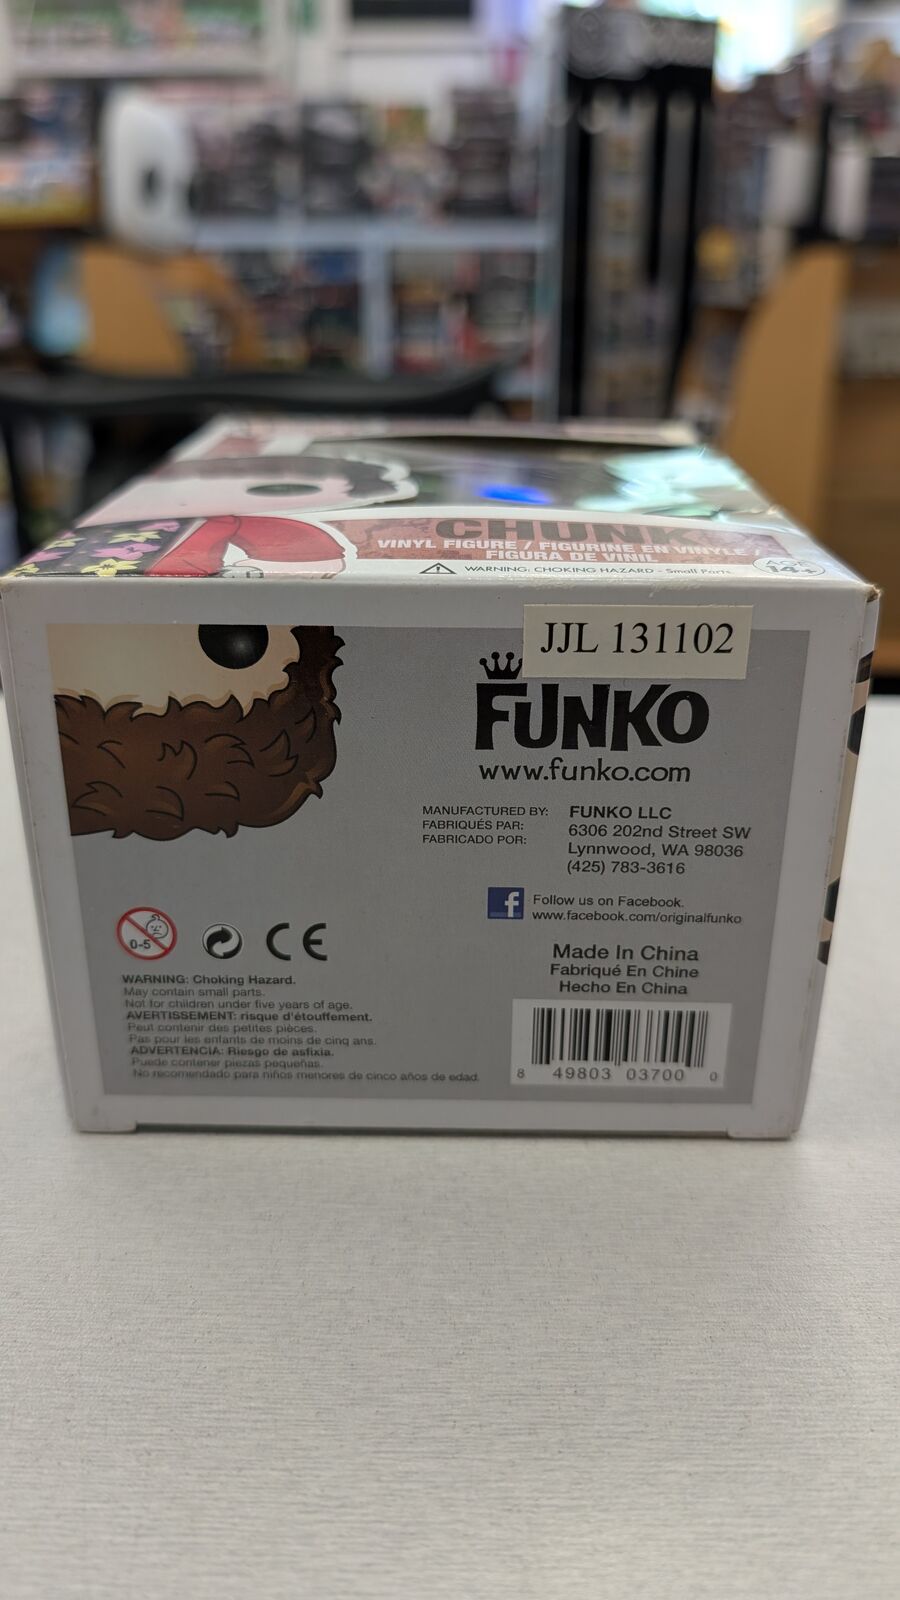 CHUNK
VINYL FIGURE / FIGURINE EN VINYLE /
FIGURA DE VINIL
WARNING: CHOKING HAZARD - Small Parts.
AGE
14+
JJL 131102
FUNKO
www.funko.com
MANUFACTURED BY:
FABRIQUÉS PAR:
FABRICADO POR:
FUNKO LLC
6306 202nd Street SW
Lynnwood, WA 98036
(425) 783-3616
f
Follow us on Facebook.
www.facebook.com/originalfunko
0-5
CE
Made In China
Fabriqué En Chine
Hecho En China
WARNING: Choking Hazard.
May contain small parts.
Not for children under five years of age.
AVERTISSEMENT: risque d'étouffement.
Peut contenir des petites pièces.
Pas pour les enfants de moins de cinq ans.
ADVERTENCIA: Riesgo de asfixia.
Puede contener piezas pequeñas.
No recomendado para niños menores de cinco años de edad.
8 49803 03700 0